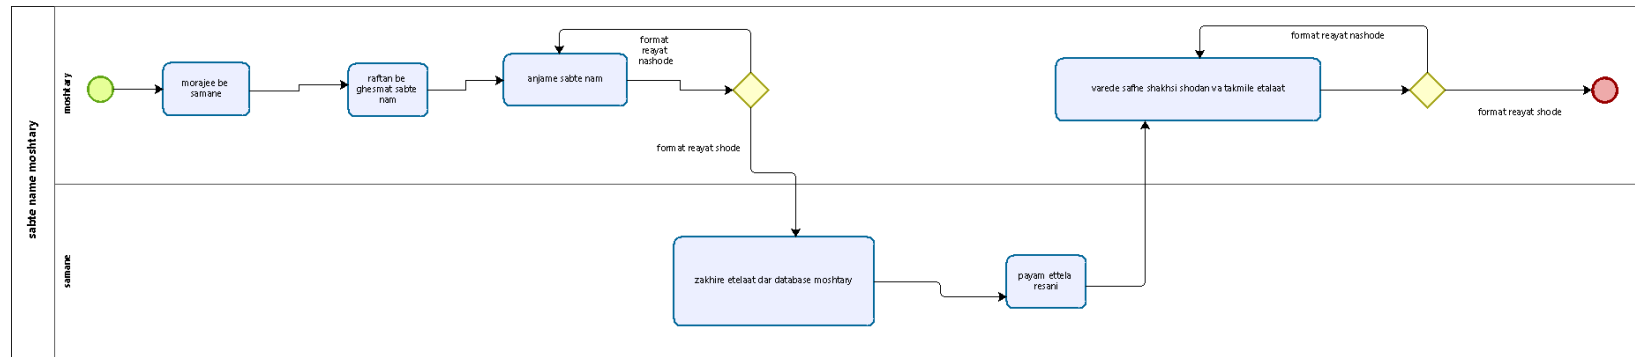 sabte name moshtary
moshtary
morajee be
samane
raftan be
ghesmat sabte
nam
anjame sabte nam
format
reayat
nashode
format reayat shode
varede safhe shakhsi shodan va takmile etalaat
format reayat nashode
format reayat shode
samane
zakhire etelaat dar database moshtary
payam ettela
resani